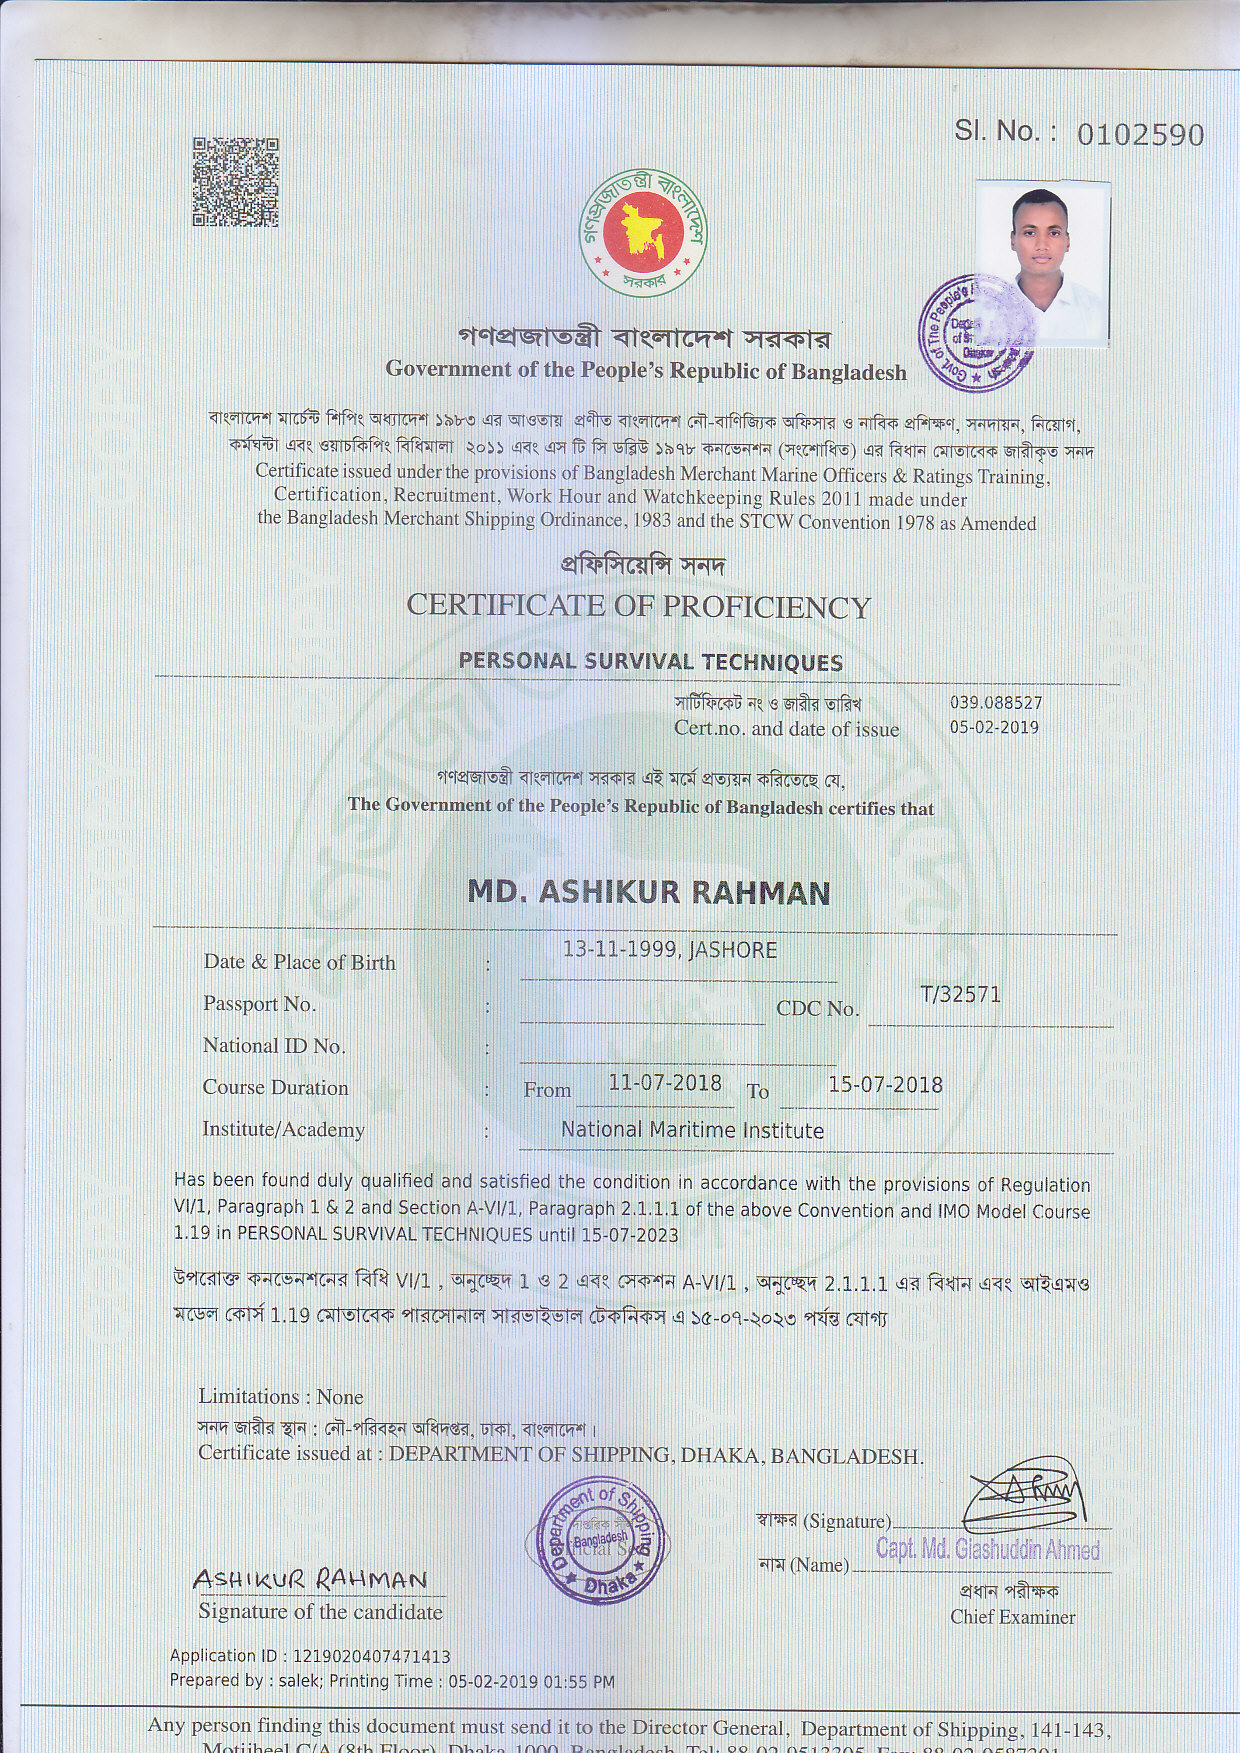 Sl. No. : 0102590
গণপ্রজাতন্ত্রী বাংলাদেশ
সরকার
Govt. of The People's
গণপ্রজাতন্ত্রী বাংলাদেশ সরকার
Government of the People's Republic of Bangladesh
বাংলাদেশ মার্চেন্ট শিপিং অধ্যাদেশ ১৯৮৩ এর আওতায় প্রণীত বাংলাদেশ নৌ-বাণিজ্যিক অফিসার ও নাবিক প্রশিক্ষণ, সনদায়ন, নিয়োগ,
কর্মঘন্টা এবং ওয়াচকিপিং বিধিমালা ২০১১ এবং এস টি সি ডব্লিউ ১৯৭৮ কনভেনশন (সংশোধিত) এর বিধান মোতাবেক জারীকৃত সনদ
Certificate issued under the provisions of Bangladesh Merchant Marine Officers & Ratings Training,
Certification, Recruitment, Work Hour and Watchkeeping Rules 2011 made under
the Bangladesh Merchant Shipping Ordinance, 1983 and the STCW Convention 1978 as Amended
প্রফিসিয়েন্সি সনদ
CERTIFICATE OF PROFICIENCY
PERSONAL SURVIVAL TECHNIQUES
সার্টিফিকেট নং ও জারীর তারিখ 039.088527
Cert.no. and date of issue 05-02-2019
গণপ্রজাতন্ত্রী বাংলাদেশ সরকার এই মর্মে প্রত্যয়ন করিতেছে যে,
The Government of the People's Republic of Bangladesh certifies that
MD. ASHIKUR RAHMAN
Date & Place of Birth : 13-11-1999, JASHORE
Passport No. : CDC No. T/32571
National ID No. :
Course Duration : From 11-07-2018 To 15-07-2018
Institute/Academy : National Maritime Institute
Has been found duly qualified and satisfied the condition in accordance with the provisions of Regulation
VI/1, Paragraph 1 & 2 and Section A-VI/1, Paragraph 2.1.1.1 of the above Convention and IMO Model Course
1.19 in PERSONAL SURVIVAL TECHNIQUES until 15-07-2023
উপরোক্ত কনভেনশনের বিধি VI/1 , অনুচ্ছেদ 1 ও 2 এবং সেকশন A-VI/1 , অনুচ্ছেদ 2.1.1.1 এর বিধান এবং আইএমও
মডেল কোর্স 1.19 মোতাবেক পারসোনাল সারভাইভাল টেকনিকস এ ১৫-০৭-২০২৩ পর্যন্ত যোগ্য
Limitations : None
সনদ জারীর স্থান : নৌ-পরিবহন অধিদপ্তর, ঢাকা, বাংলাদেশ ।
Certificate issued at : DEPARTMENT OF SHIPPING, DHAKA, BANGLADESH.
Department of Shipping
Bangladesh
Dhaka
স্বাক্ষর (Signature)
নাম (Name) Capt. Md. Giashuddin Ahmed
প্রধান পরীক্ষক
Chief Examiner
ASHIKUR RAHMAN
Signature of the candidate
Application ID : 1219020407471413
Prepared by : salek; Printing Time : 05-02-2019 01:55 PM
Any person finding this document must send it to the Director General, Department of Shipping, 141-143,